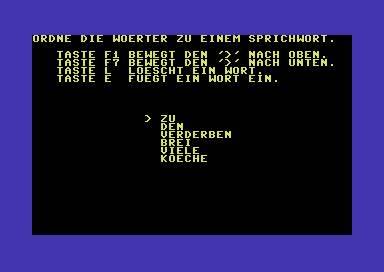 ORDNE DIE WOERTER ZU EINEM SPRICHWORT.
TASTE F1 BEWEGT DEN '>' NACH OBEN.
TASTE F7 BEWEGT DEN '>' NACH UNTEN.
TASTE L LOESCHT EIN WORT.
TASTE E FUEGT EIN WORT EIN.
> ZU
DEN
VERDERBEN
BREI
VIELE
KOECHE